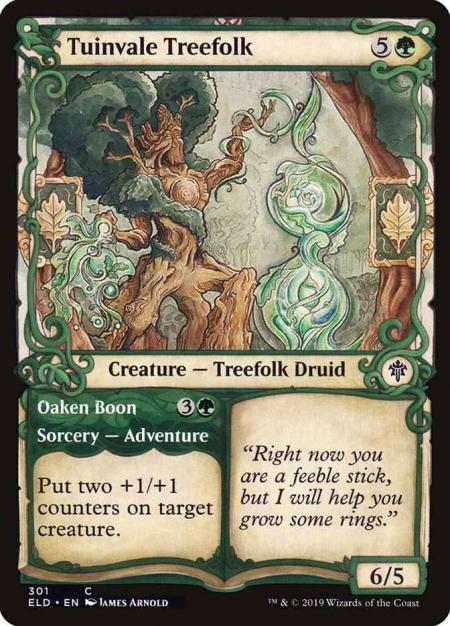 Tuinvale Treefolk 5
Creature — Treefolk Druid
Oaken Boon 3
Sorcery — Adventure
Put two +1/+1
counters on target
creature.
“Right now you
are a feeble stick,
but I will help you
grow some rings.”
6/5
301 C
ELD • EN James Arnold
™ & © 2019 Wizards of the Coast